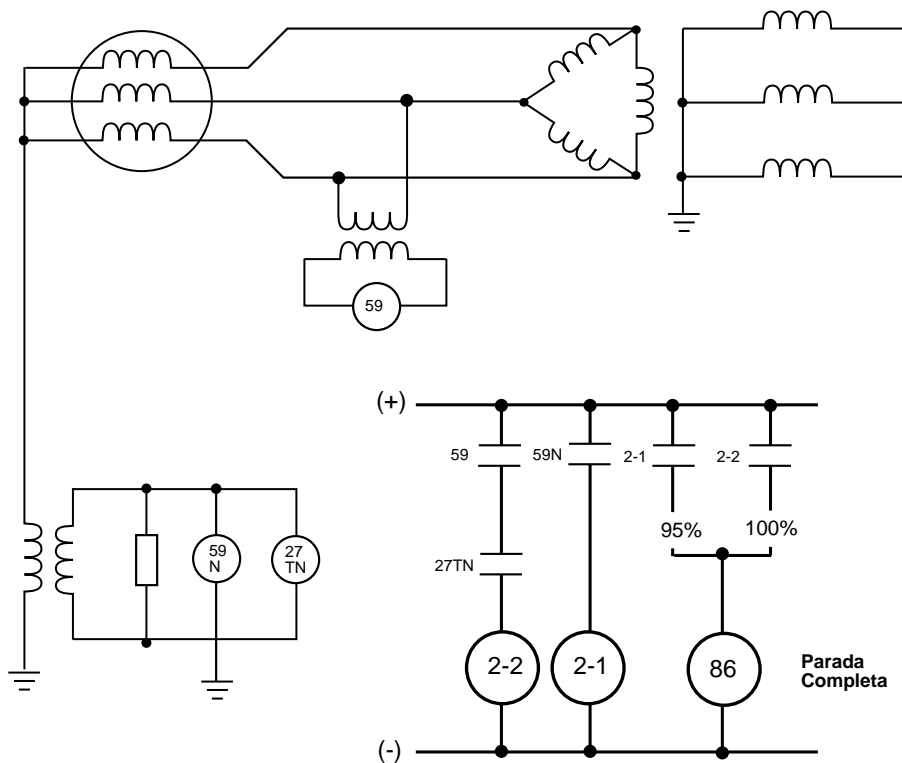 59
(+)
59
59N
2-1
2-2
95%
100%
59
N
27
TN
27TN
2-2
2-1
86
Parada
Completa
(-)